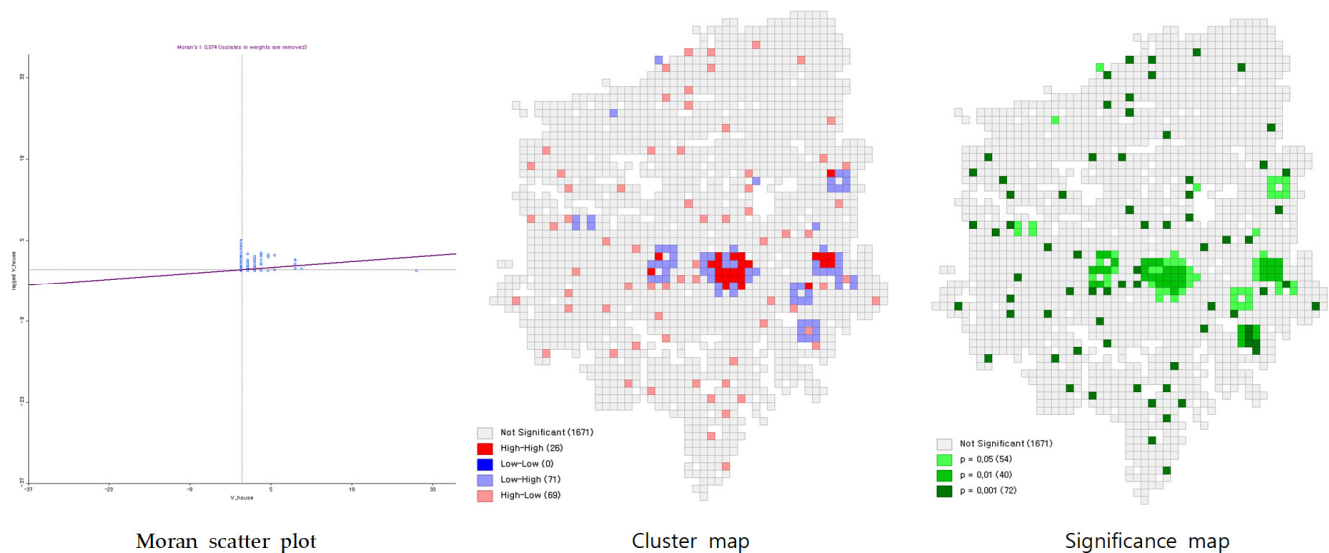 Moran's I: 0,074 (isolates in weights are removed)
33
19
5
-9
-23
-37
lagged V_house
-37
-23
-9
5
19
33
V_house
Moran scatter plot
Not Significant (1671)
High-High (26)
Low-Low (0)
Low-High (71)
High-Low (69)
Cluster map
Not Significant (1671)
p = 0,05 (54)
p = 0,01 (40)
p = 0,001 (72)
Significance map